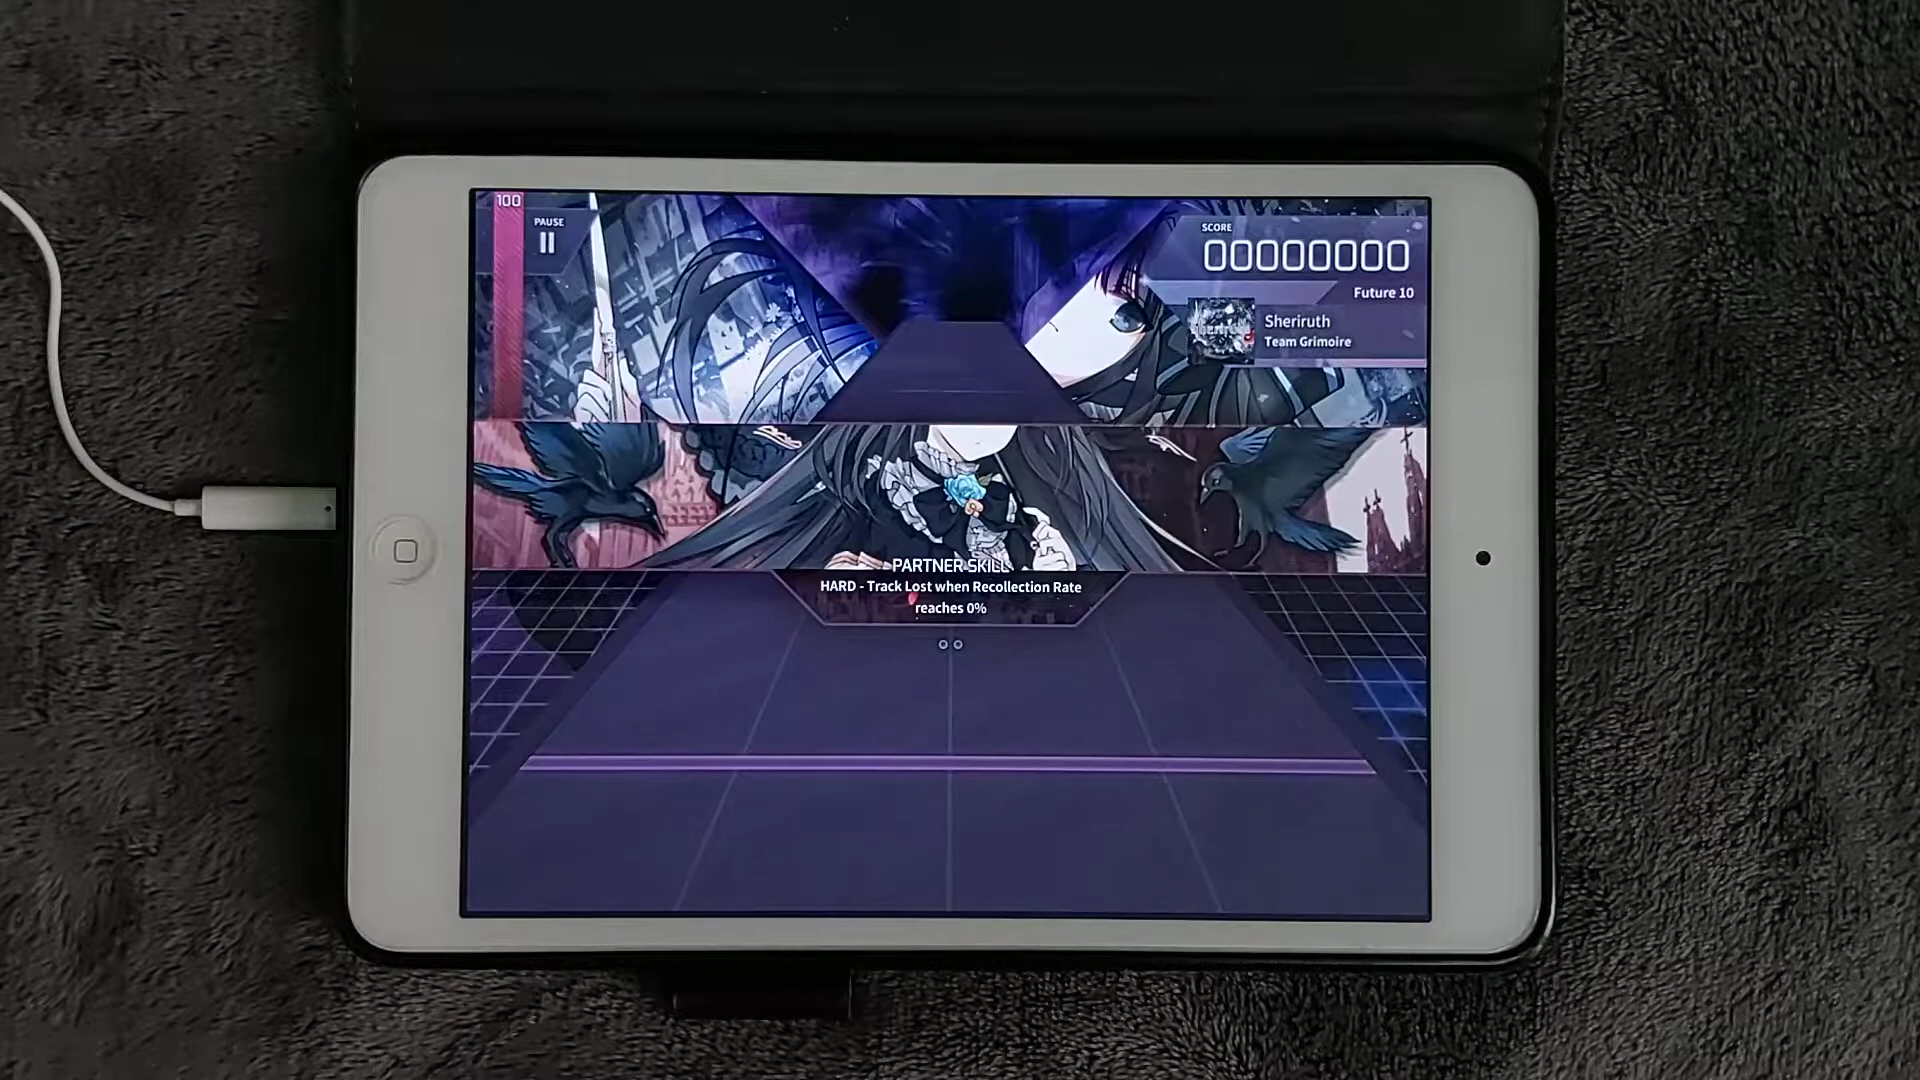 100
PAUSE
SCORE
00000000
Future 10
Sheriruth
Team Grimoire
PARTNER SKILL
HARD - Track Lost when Recollection Rate
reaches 0%